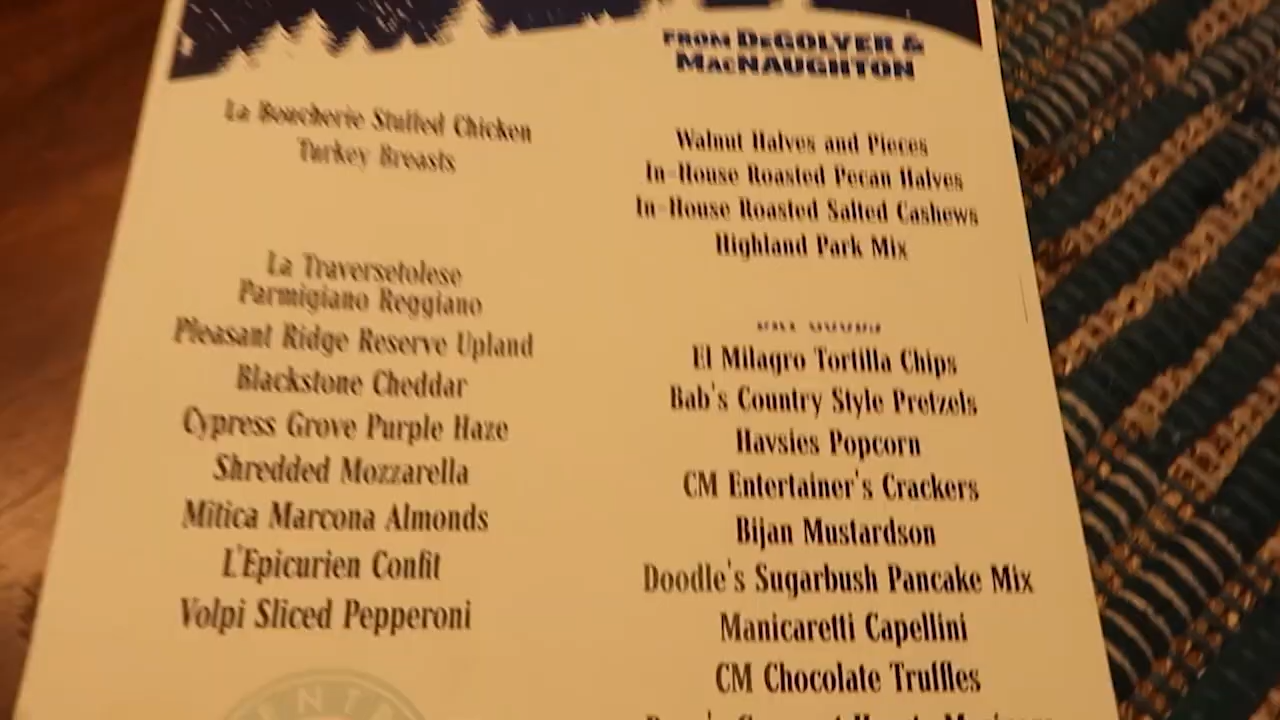 FROM DEGOLYER &
MACNAUGHTON
La Boucherie Stuffed Chicken
Turkey Breasts
La Traversetolese
Parmigiano Reggiano
Pleasant Ridge Reserve Upland
Blackstone Cheddar
Cypress Grove Purple Haze
Shredded Mozzarella
Mitica Marcona Almonds
L'Epicurien Confit
Volpi Sliced Pepperoni
Walnut Halves and Pieces
In-House Roasted Pecan Halves
In-House Roasted Salted Cashews
Highland Park Mix
El Milagro Tortilla Chips
Bab's Country Style Pretzels
Havsies Popcorn
CM Entertainer's Crackers
Bijan Mustardson
Doodle's Sugarbush Pancake Mix
Manicaretti Capellini
CM Chocolate Truffles